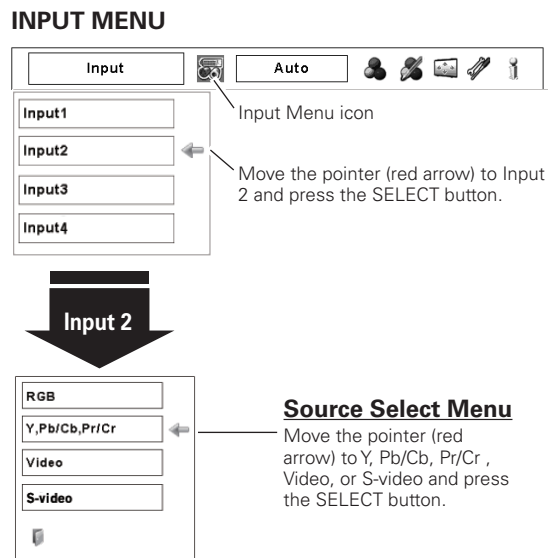 INPUT MENU
Input Auto
Input Menu icon
Input1
Input2
Input3
Input4
Move the pointer (red arrow) to Input
2 and press the SELECT button.
Input 2
RGB
Y,Pb/Cb,Pr/Cr
Video
S-video
Source Select Menu
Move the pointer (red
arrow) to Y, Pb/Cb, Pr/Cr ,
Video, or S-video and press
the SELECT button.